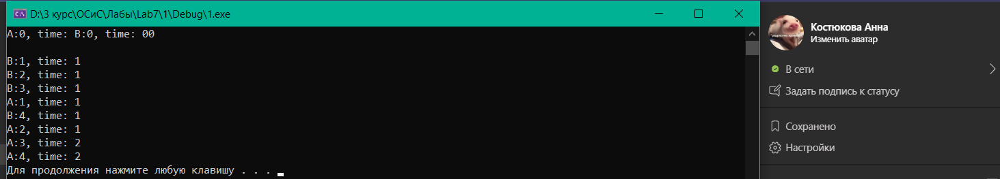 D:\3 курс\ОСиС\Лабы\Lab7\1\Debug\1.exe
A:0, time: B:0, time: 00
B:1, time: 1
B:2, time: 1
B:3, time: 1
A:1, time: 1
B:4, time: 1
A:2, time: 1
A:3, time: 2
A:4, time: 2
Для продолжения нажмите любую клавишу . . .
Костюкова Анна
Изменить аватар
В сети
Задать подпись к статусу
Сохранено
Настройки